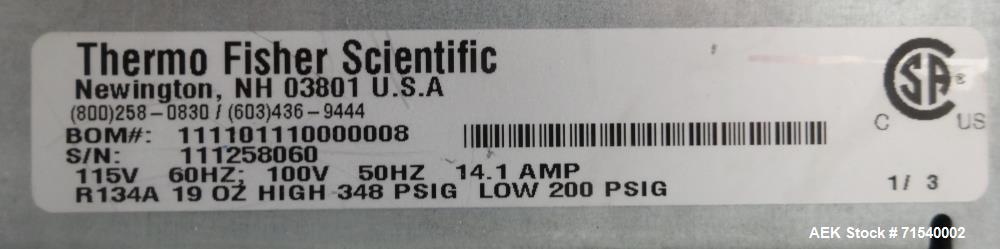 Thermo Fisher Scientific
Newington, NH 03801 U.S.A
(800)258-0830 / (603)436-9444
BOM#: 111101110000008
S/N: 111258060
115V 60HZ; 100V 50HZ 14.1 AMP
R134A 19 OZ HIGH 348 PSIG LOW 200 PSIG
CSA®
C US
1/ 3
AEK Stock # 71540002